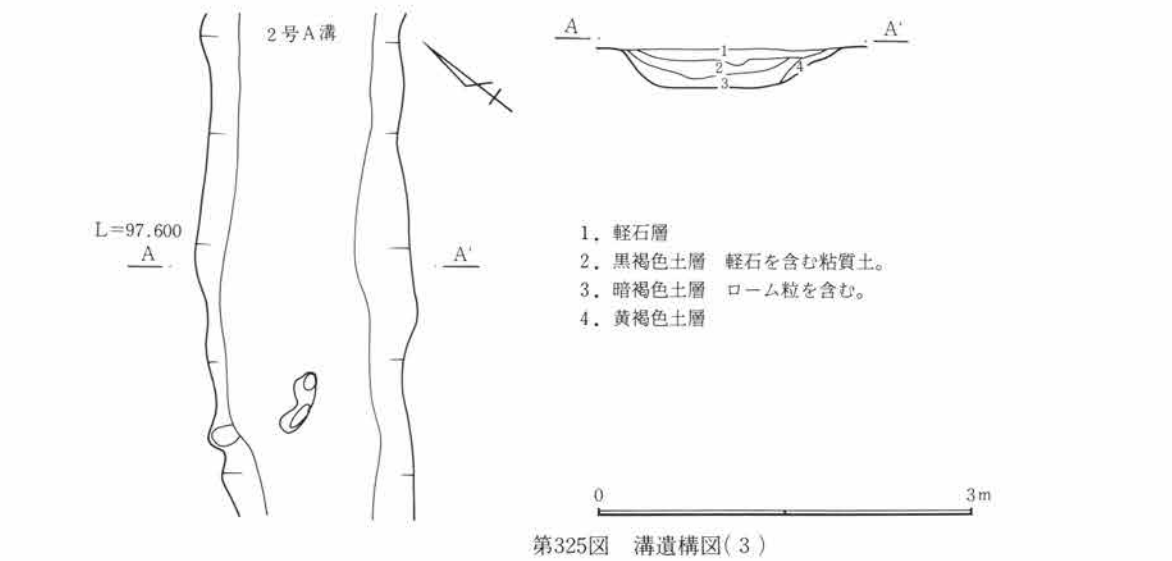 2号A溝
L=97.600
A
A'
A
A'
1
2
3
4
1．軽石層
2．黒褐色土層　軽石を含む粘質土。
3．暗褐色土層　ローム粒を含む。
4．黄褐色土層
0
3m
第325図　溝遺構図(3)